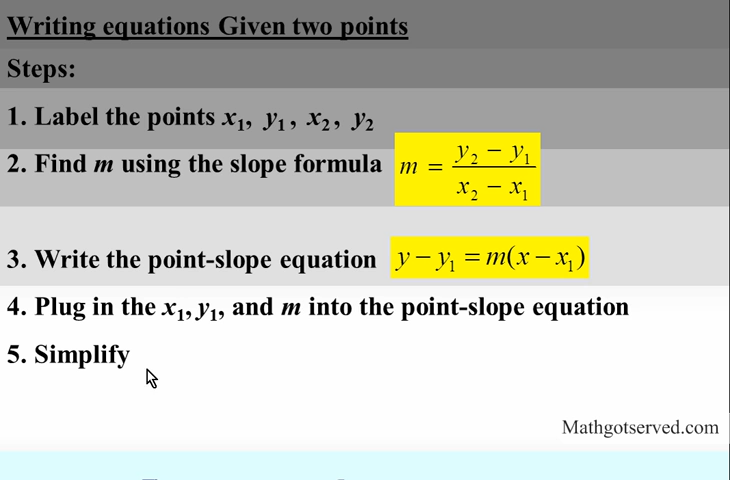 Writing equations Given two points
Steps:
1. Label the points x₁, y₁, x₂, y₂
2. Find m using the slope formula m = (y₂ − y₁)/(x₂ − x₁)
3. Write the point-slope equation y − y₁ = m(x − x₁)
4. Plug in the x₁, y₁, and m into the point-slope equation
5. Simplify
Mathgotserved.com